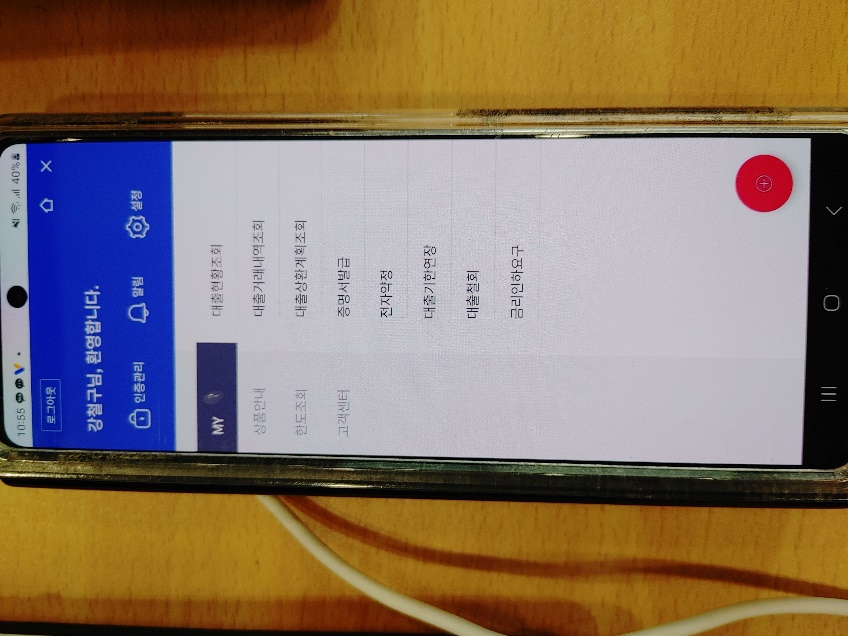 10:55
40%
로그아웃
강철구님, 환영합니다.
인증관리
알림
설정
MY
상품안내
한도조회
고객센터
대출현황조회
대출거래내역조회
대출상환계획조회
증명서발급
전자약정
대출기한연장
대출철회
금리인하요구